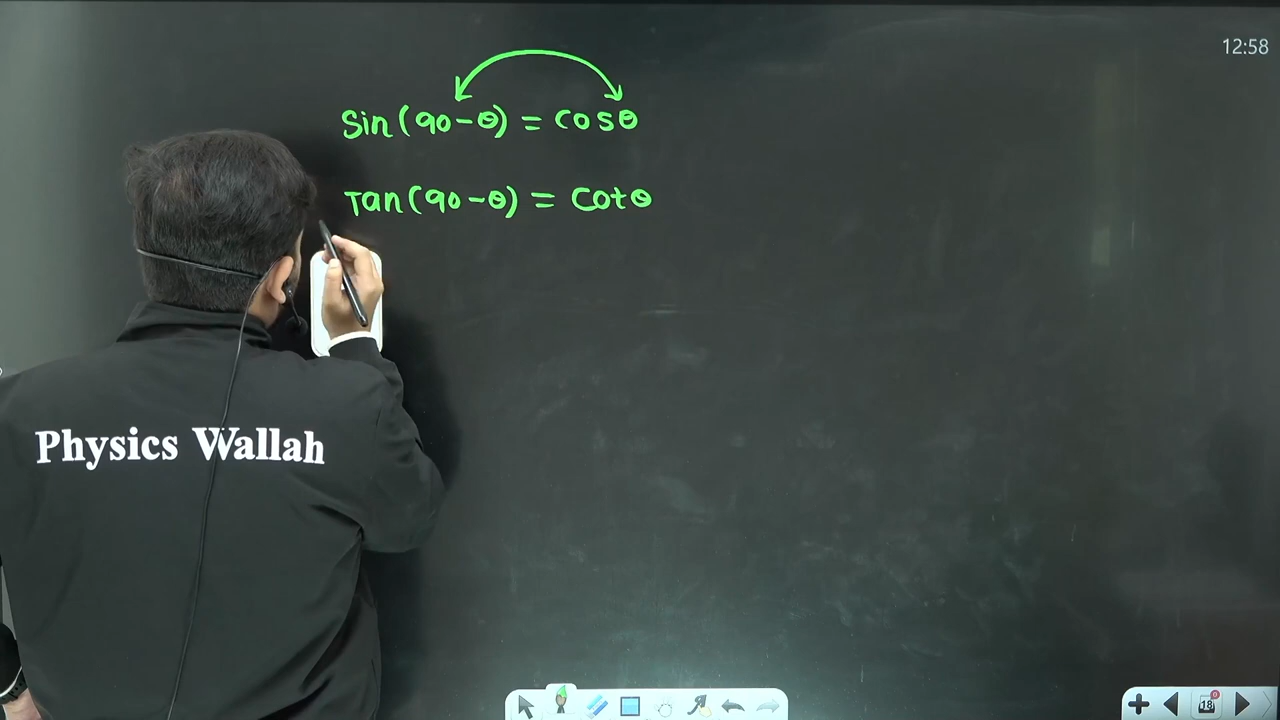 12:58
Sin(90-θ) = cosθ
Tan(90-θ) = cotθ
Physics Wallah
18